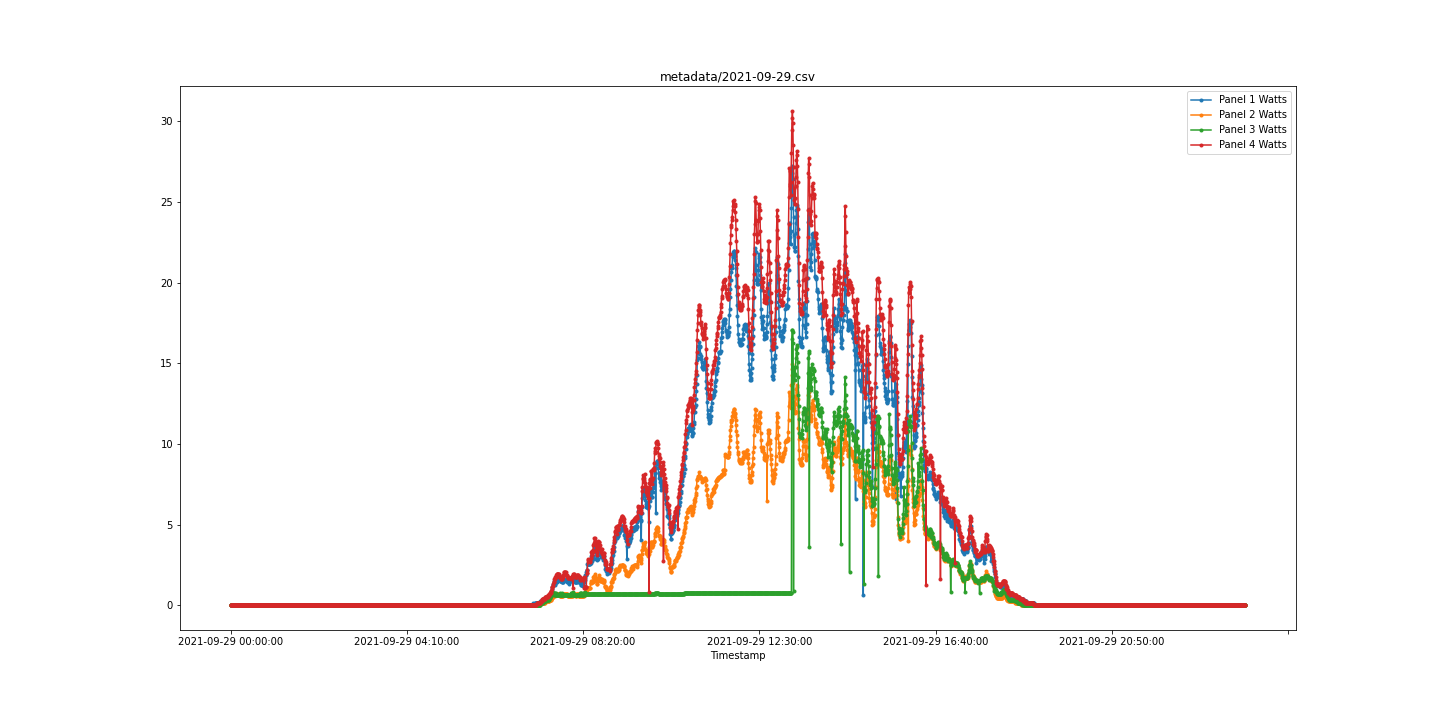 metadata/2021-09-29.csv
Panel 1 Watts
Panel 2 Watts
Panel 3 Watts
Panel 4 Watts
30
25
20
15
10
5
0
2021-09-29 00:00:00 2021-09-29 04:10:00 2021-09-29 08:20:00 2021-09-29 12:30:00 2021-09-29 16:40:00 2021-09-29 20:50:00
Timestamp